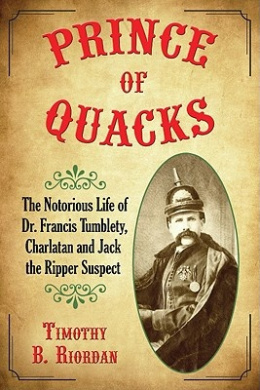 PRINCE
OF
QUACKS
The Notorious Life of
Dr. Francis Tumblety,
Charlatan and Jack
the Ripper Suspect
TIMOTHY
B. RIORDAN